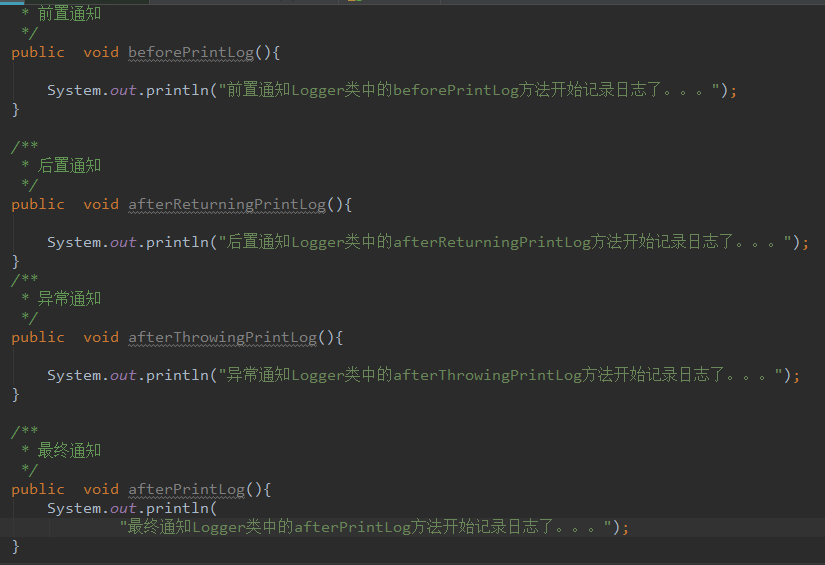 * 前置通知
*/
public  void beforePrintLog(){
System.out.println("前置通知Logger类中的beforePrintLog方法开始记录日志了。。。");
}
/**
* 后置通知
*/
public  void afterReturningPrintLog(){
System.out.println("后置通知Logger类中的afterReturningPrintLog方法开始记录日志了。。。");
}
/**
* 异常通知
*/
public  void afterThrowingPrintLog(){
System.out.println("异常通知Logger类中的afterThrowingPrintLog方法开始记录日志了。。。");
}
/**
* 最终通知
*/
public  void afterPrintLog(){
System.out.println(
"最终通知Logger类中的afterPrintLog方法开始记录日志了。。。");
}